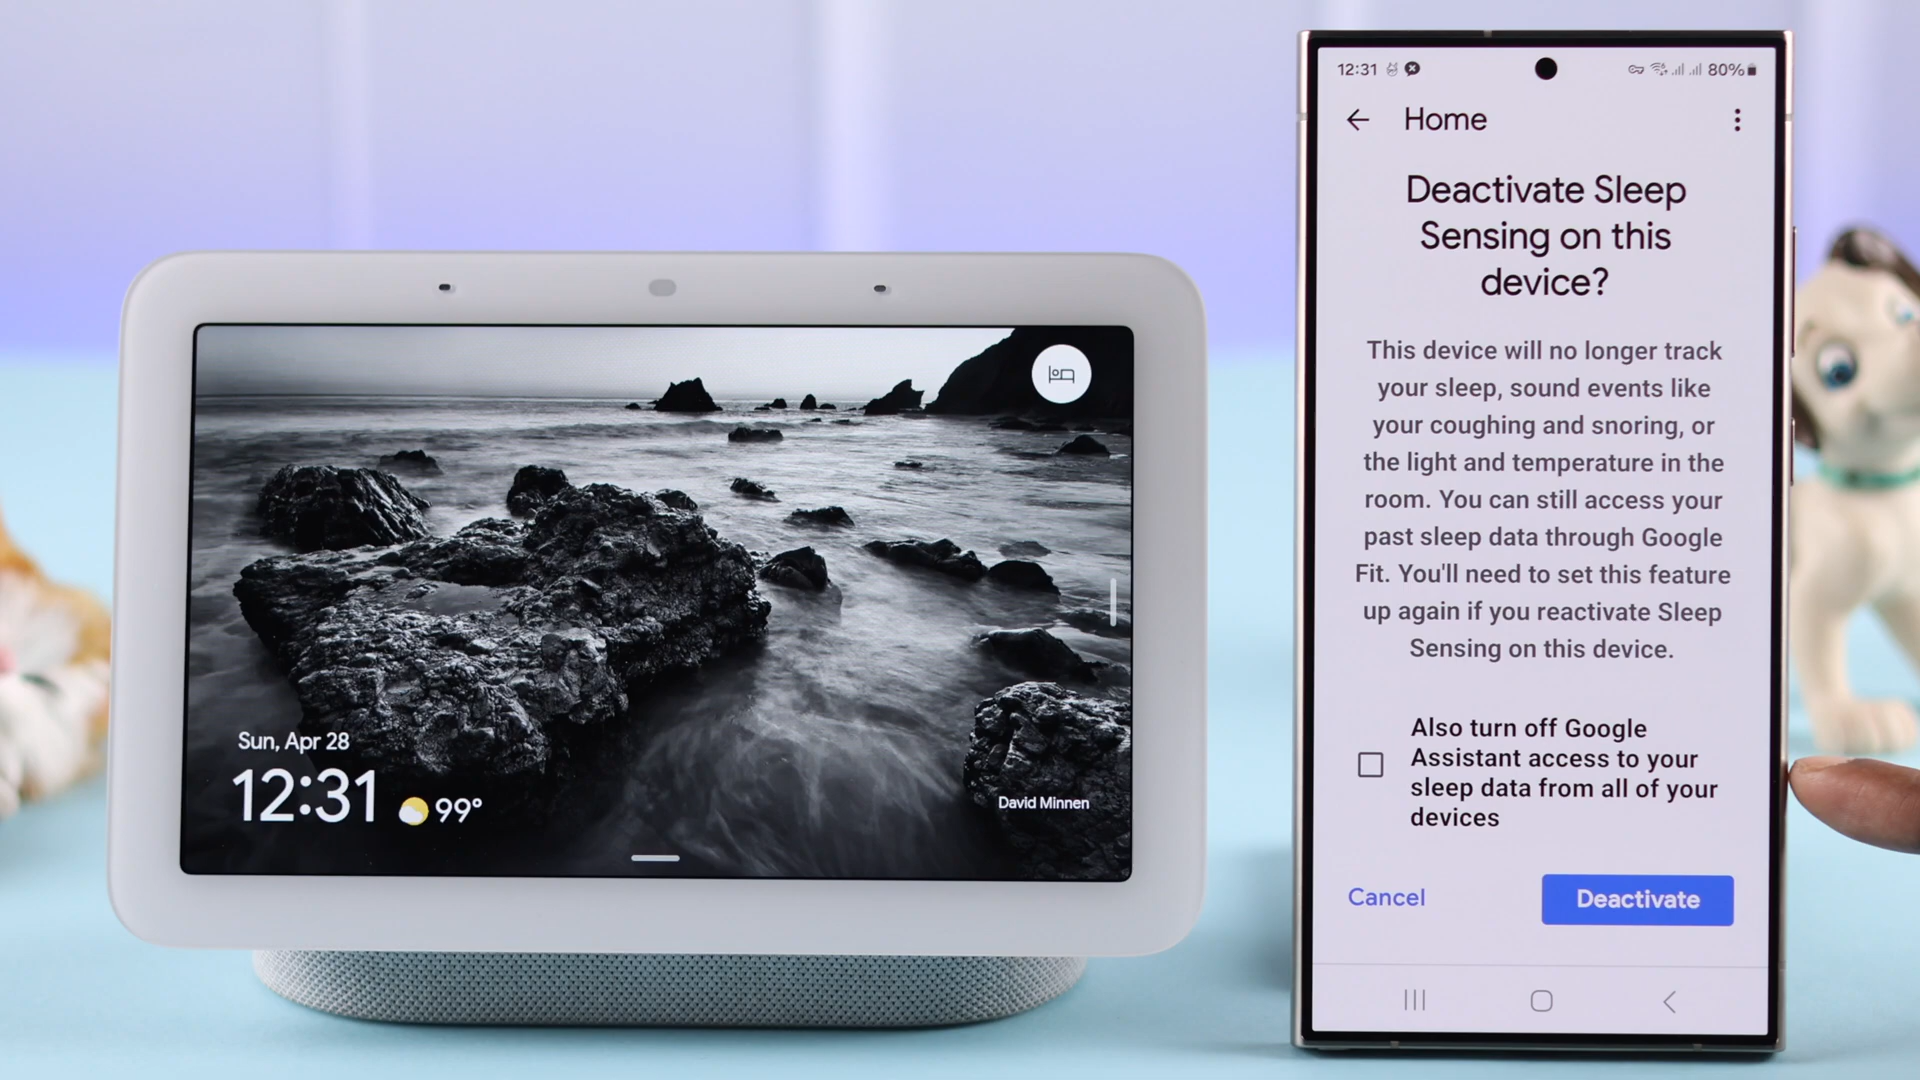 Sun, Apr 28
12:31 99°
David Minnen
12:31 80%
Home
Deactivate Sleep
Sensing on this
device?
This device will no longer track
your sleep, sound events like
your coughing and snoring, or
the light and temperature in the
room. You can still access your
past sleep data through Google
Fit. You'll need to set this feature
up again if you reactivate Sleep
Sensing on this device.
Also turn off Google
Assistant access to your
sleep data from all of your
devices
Cancel Deactivate